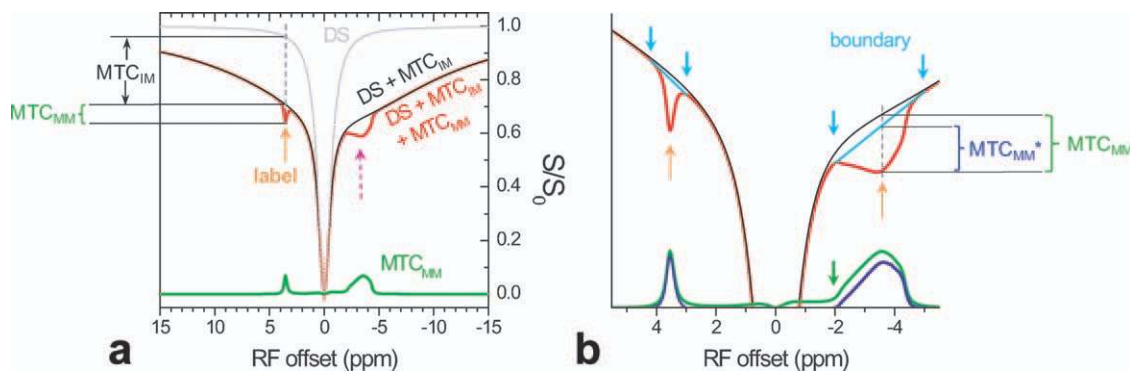 1.0
DS
MTC_IM
DS + MTC_IM
0.8
MTC_MM
DS + MTC_IM
+ MTC_MM
0.6
label
S/S_0
0.4
0.2
MTC_MM
0.0
15
10
5
0
-5
-10
-15
a
RF offset (ppm)
boundary
MTC_MM*
MTC_MM
4
2
0
-2
-4
b
RF offset (ppm)